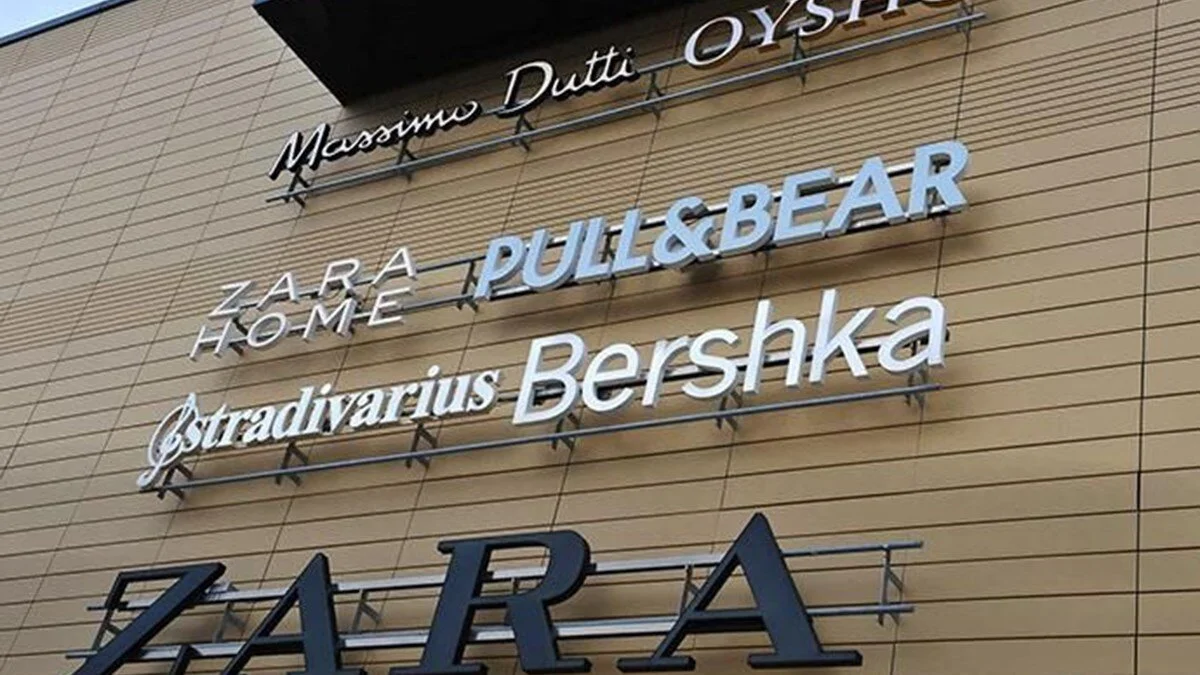 Massimo Dutti OYSHO
PULL&BEAR
ZARA
HOME
stradivarius Bershka
ZARA